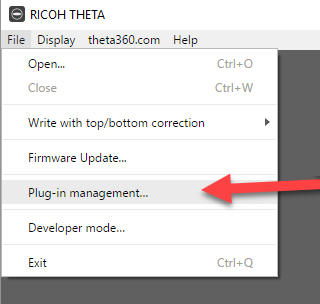 RICOH THETA
File Display theta360.com Help
Open... Ctrl+O
Close Ctrl+W
Write with top/bottom correction
Firmware Update...
Plug-in management...
Developer mode...
Exit Ctrl+Q